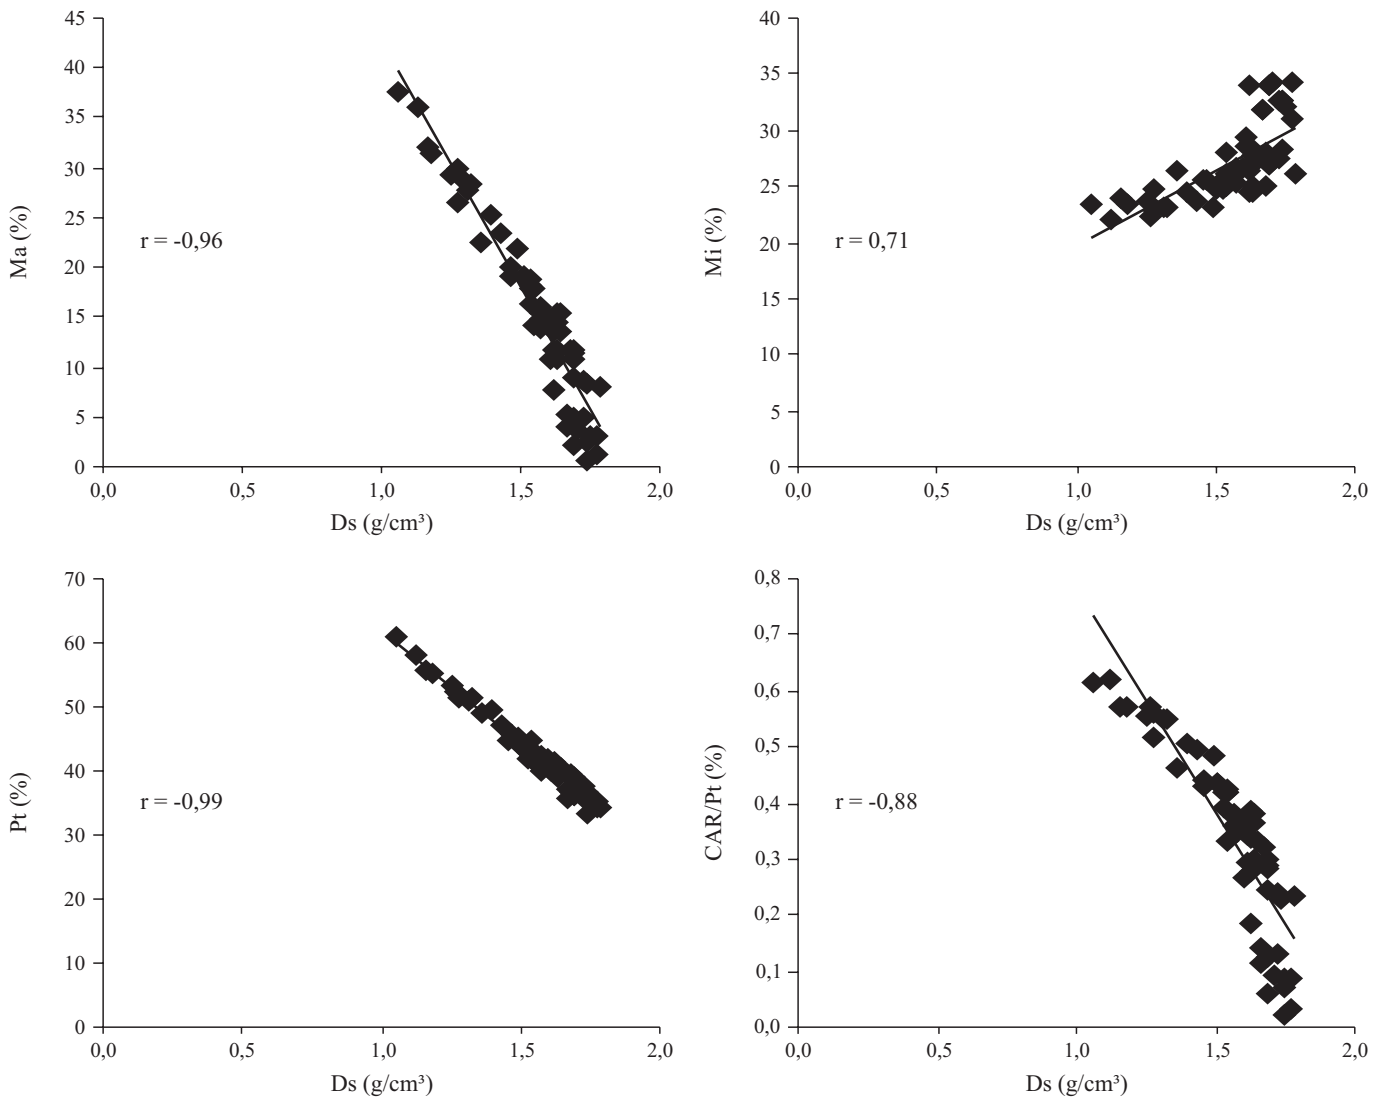 45
40
35
30
25
20
15
10
5
0
Ma (%)
r = -0,96
0,0 0,5 1,0 1,5 2,0
Ds (g/cm³)
40
35
30
25
20
15
10
5
0
Mi (%)
r = 0,71
0,0 0,5 1,0 1,5 2,0
Ds (g/cm³)
70
60
50
40
30
20
10
0
Pt (%)
r = -0,99
0,0 0,5 1,0 1,5 2,0
Ds (g/cm³)
0,8
0,7
0,6
0,5
0,4
0,3
0,2
0,1
0,0
CAR/Pt (%)
r = -0,88
0,0 0,5 1,0 1,5 2,0
Ds (g/cm³)